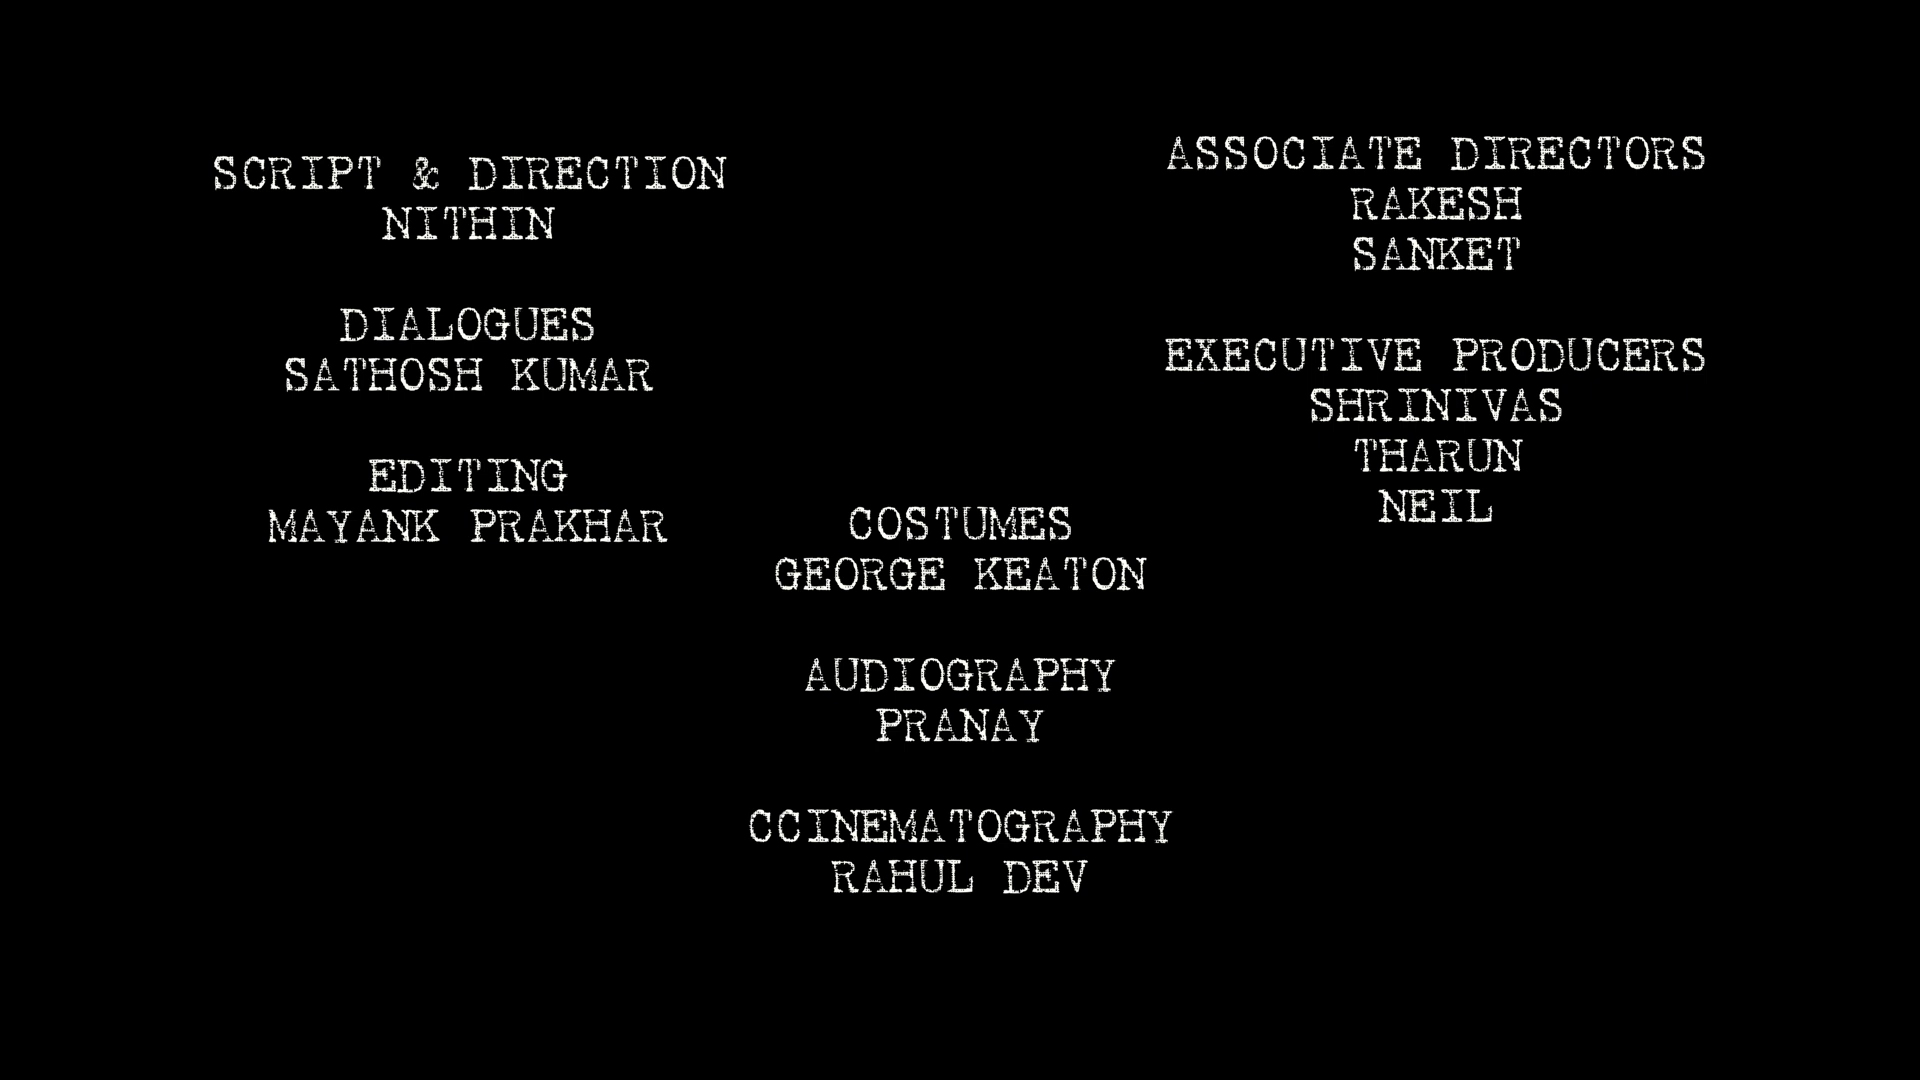 SCRIPT & DIRECTION
NITHIN
DIALOGUES
SATHOSH KUMAR
EDITING
MAYANK PRAKHAR
COSTUMES
GEORGE KEATON
AUDIOGRAPHY
PRANAY
CCINEMATOGRAPHY
RAHUL DEV
ASSOCIATE DIRECTORS
RAKESH
SANKET
EXECUTIVE PRODUCERS
SHRINIVAS
THARUN
NEIL